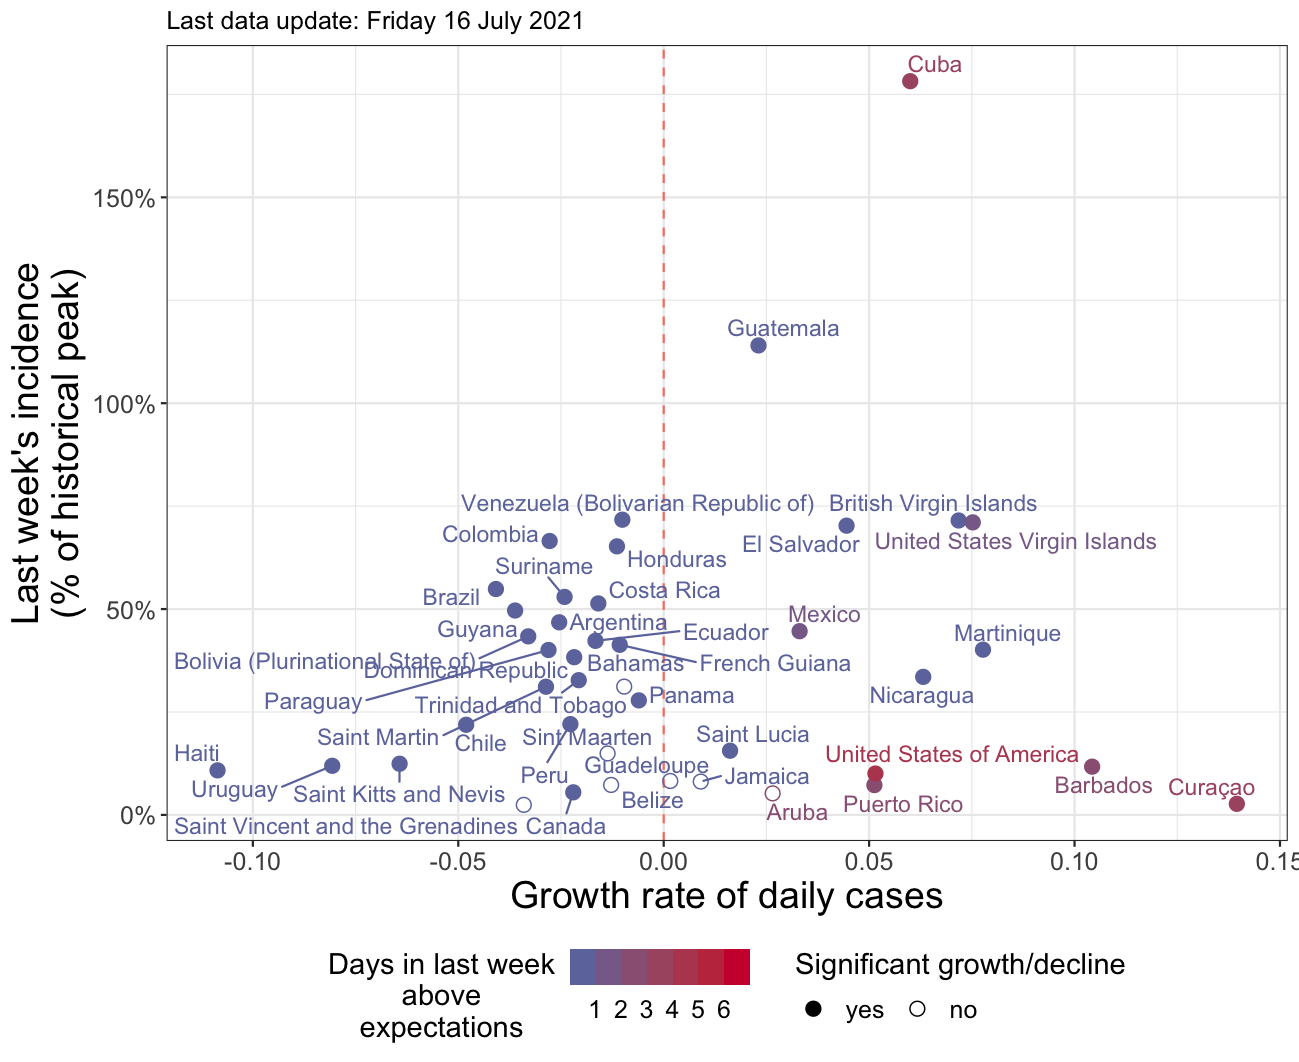 Last data update: Friday 16 July 2021
Last week's incidence
(% of historical peak)
150%
100%
50%
0%
Cuba
Guatemala
Venezuela (Bolivarian Republic of)
British Virgin Islands
Colombia
El Salvador
United States Virgin Islands
Honduras
Suriname
Brazil
Costa Rica
Mexico
Guyana
Argentina
Ecuador
Martinique
Bolivia (Plurinational State of)
Dominican Republic
Bahamas
French Guiana
Paraguay
Trinidad and Tobago
Panama
Nicaragua
Saint Martin
Chile
Sint Maarten
Saint Lucia
Haiti
United States of America
Guadeloupe
Peru
Jamaica
Uruguay
Saint Kitts and Nevis
Belize
Barbados
Curaçao
Puerto Rico
Aruba
Saint Vincent and the Grenadines
Canada
-0.10
-0.05
0.00
0.05
0.10
0.15
Growth rate of daily cases
Days in last week
above
expectations
1 2 3 4 5 6
Significant growth/decline
yes
no